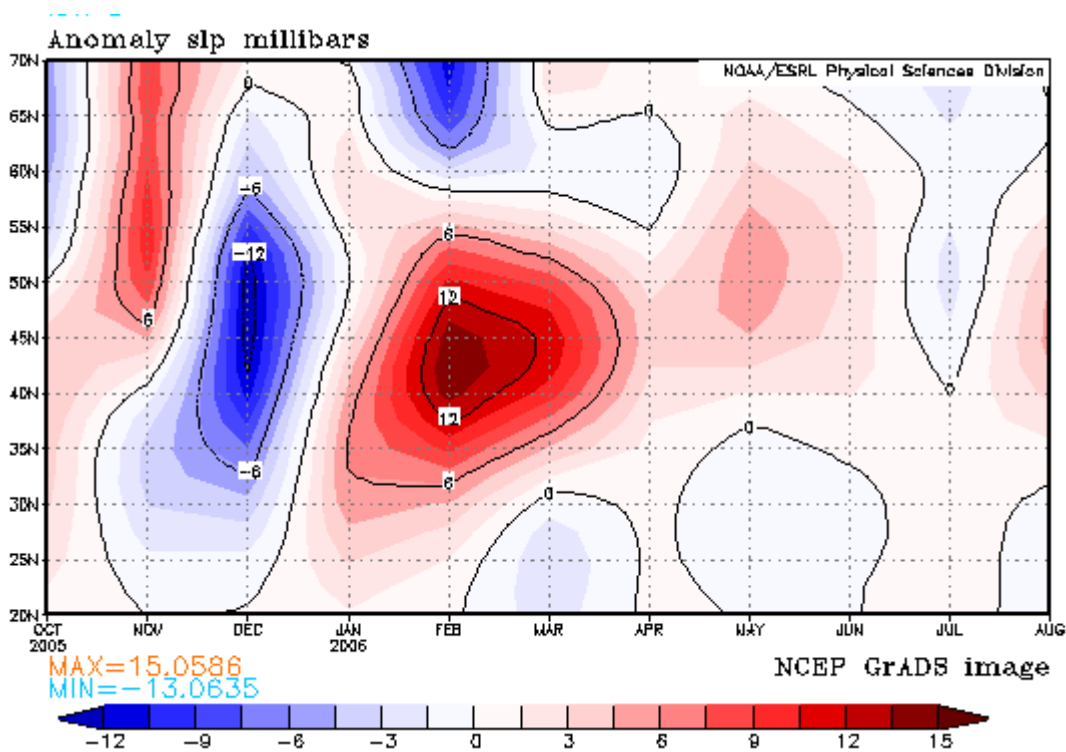 Anomaly slp millibars
NOAA/ESRL Physical Sciences Division
70N
65N
60N
55N
50N
45N
40N
35N
30N
25N
20N
0
0
-6
-12
6
6
12
12
6
-6
0
0
0
OCT NOV DEC JAN FEB MAR APR MAY JUN JUL AUG
2005 2006
MAX=15.0586
MIN=-13.0635
NCEP GrADS image
-12 -9 -6 -3 0 3 6 9 12 15